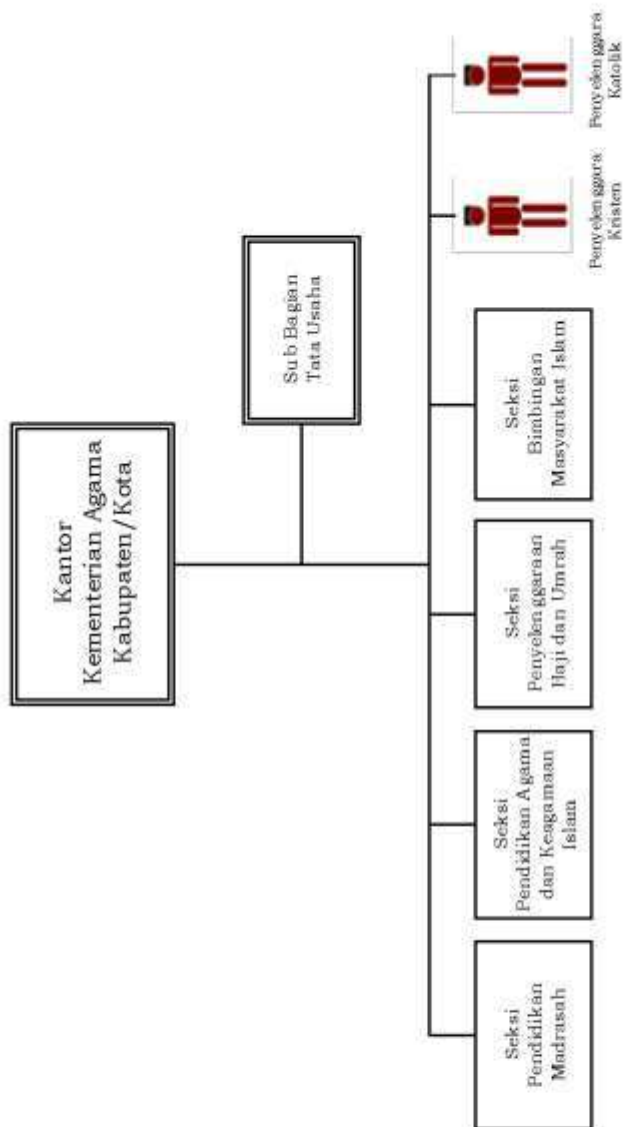 Kantor
Kementerian Agama
Kabupaten/Kota
Sub Bagian
Tata Usaha
Seksi
Pendidikan
Madrasah
Seksi
Pendidikan Agama
dan Keagamaan
Islam
Seksi
Penyelenggaraan
Haji dan Umrah
Seksi
Bimbingan
Masyarakat Islam
Penyelenggara
Kristen
Penyelenggara
Katolik